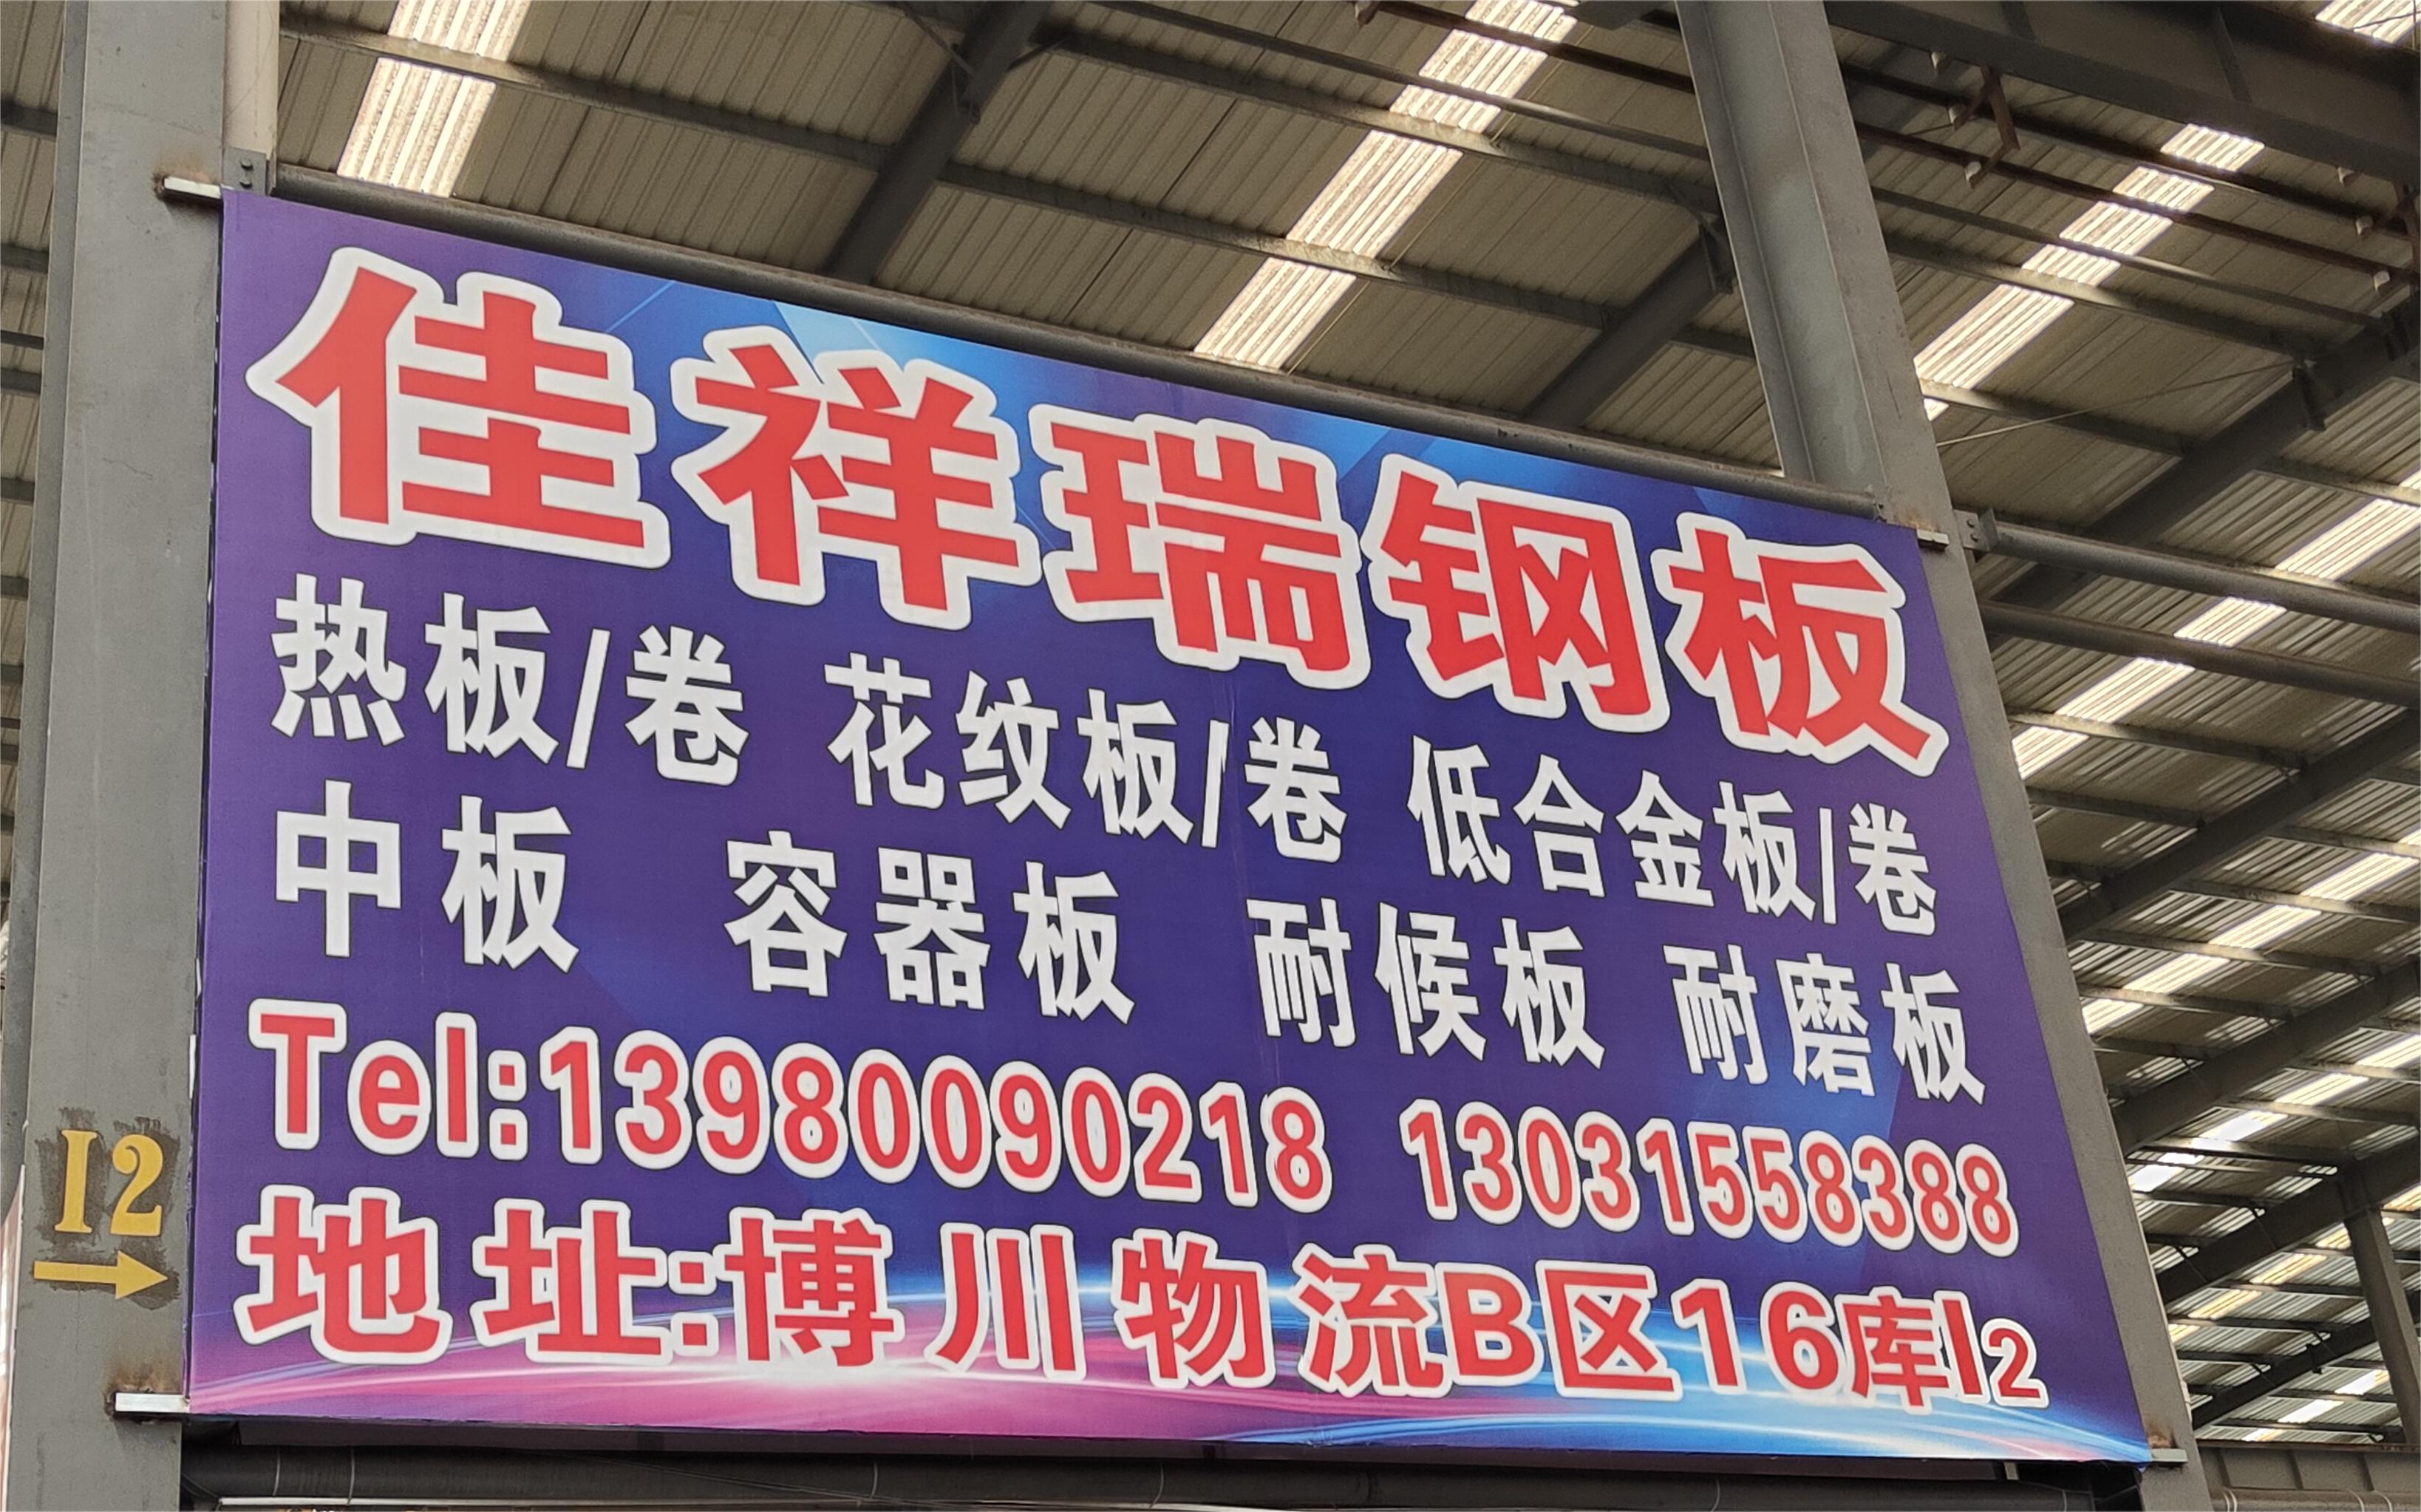 佳祥瑞钢板
热板/卷 花纹板/卷 低合金板/卷
中板 容器板 耐候板 耐磨板
Tel:13980090218 13031558388
地址:博川物流B区16库I2
I2